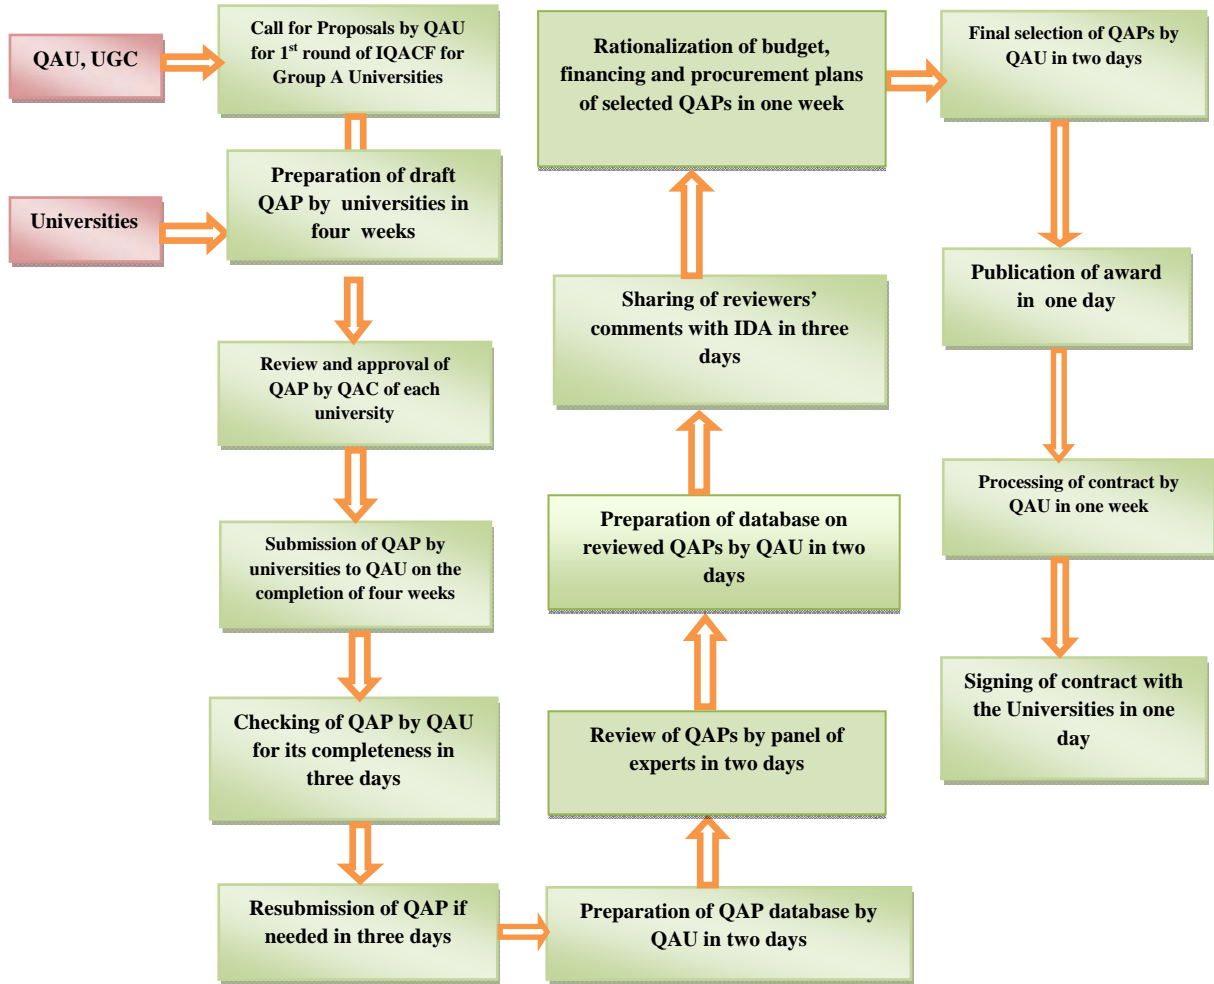 QAU, UGC
Call for Proposals by QAU
for 1st round of IQACF for
Group A Universities
Universities
Preparation of draft
QAP by universities in
four weeks
Review and approval of
QAP by QAC of each
university
Submission of QAP by
universities to QAU on the
completion of four weeks
Checking of QAP by QAU
for its completeness in
three days
Resubmission of QAP if
needed in three days
Preparation of QAP database by
QAU in two days
Review of QAPs by panel of
experts in two days
Preparation of database on
reviewed QAPs by QAU in two
days
Sharing of reviewers’
comments with IDA in three
days
Rationalization of budget,
financing and procurement plans
of selected QAPs in one week
Final selection of QAPs by
QAU in two days
Publication of award
in one day
Processing of contract by
QAU in one week
Signing of contract with
the Universities in one
day